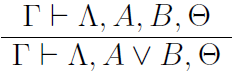 Γ ⊢ Λ, A, B, Θ
Γ ⊢ Λ, A ∨ B, Θ